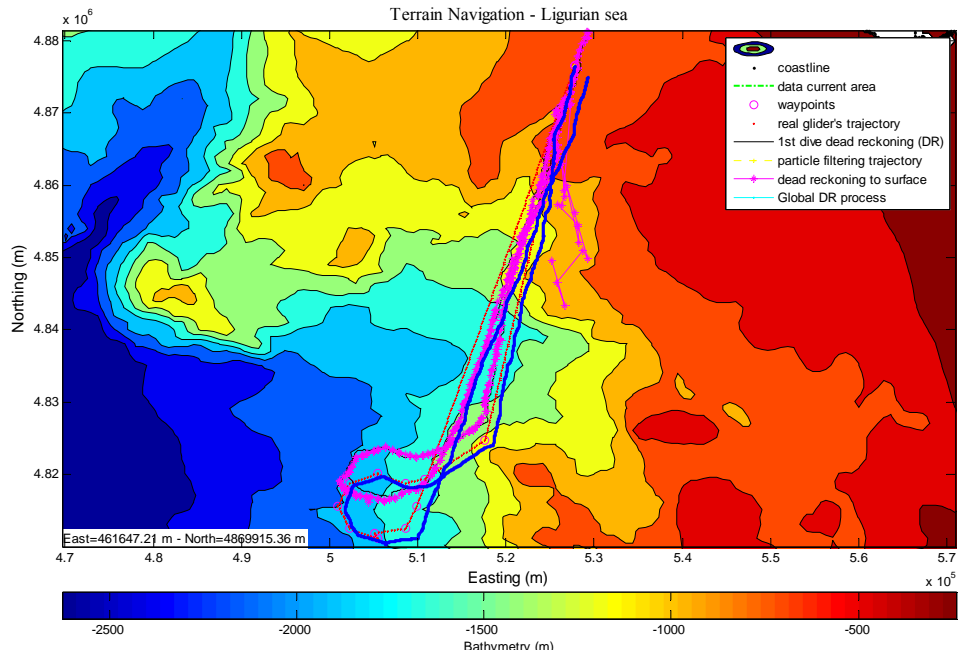 Terrain Navigation - Ligurian sea
x 10^6
4.88
4.87
4.86
4.85
4.84
4.83
4.82
Northing (m)
coastline
data current area
waypoints
real glider's trajectory
1st dive dead reckoning (DR)
particle filtering trajectory
dead reckoning to surface
Global DR process
East=461647.21 m - North=4869915.36 m
4.7 4.8 4.9 5 5.1 5.2 5.3 5.4 5.5 5.6 5.7
Easting (m)
x 10^5
-2500 -2000 -1500 -1000 -500
Bathymetry (m)